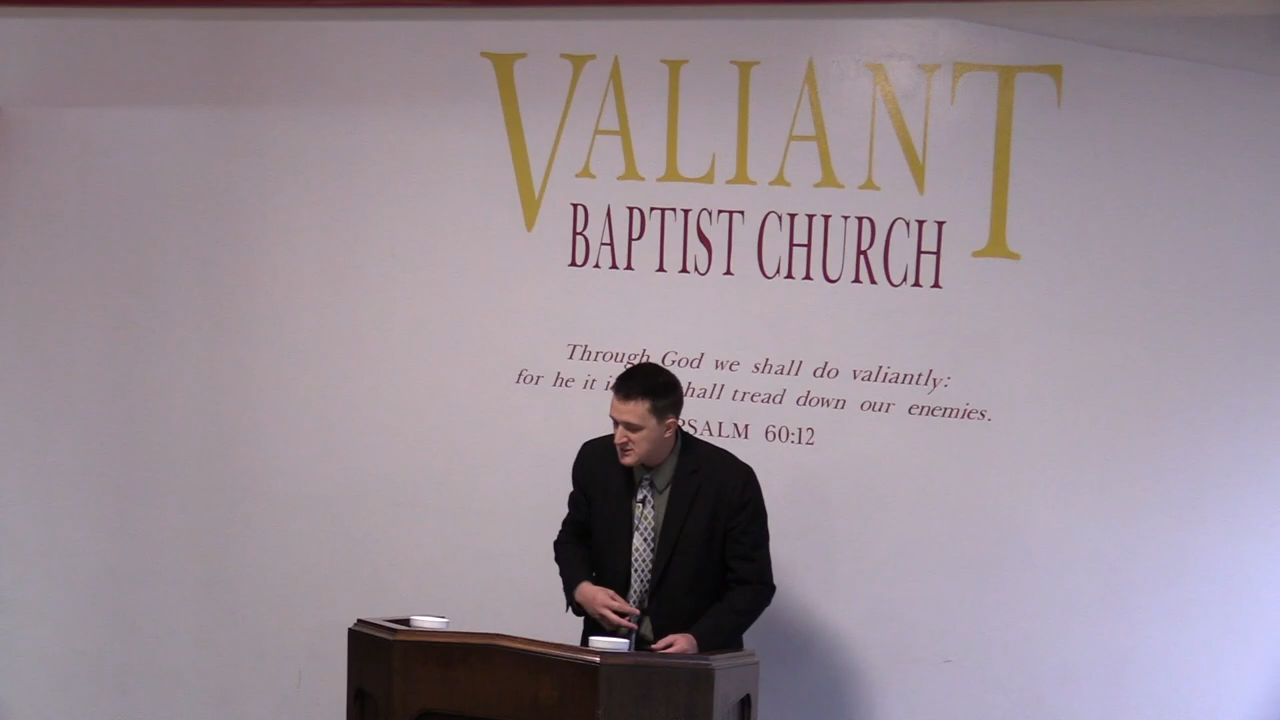 VALIANT
BAPTIST CHURCH
Through God we shall do valiantly:
for he it shall tread down our enemies.
PSALM 60:12